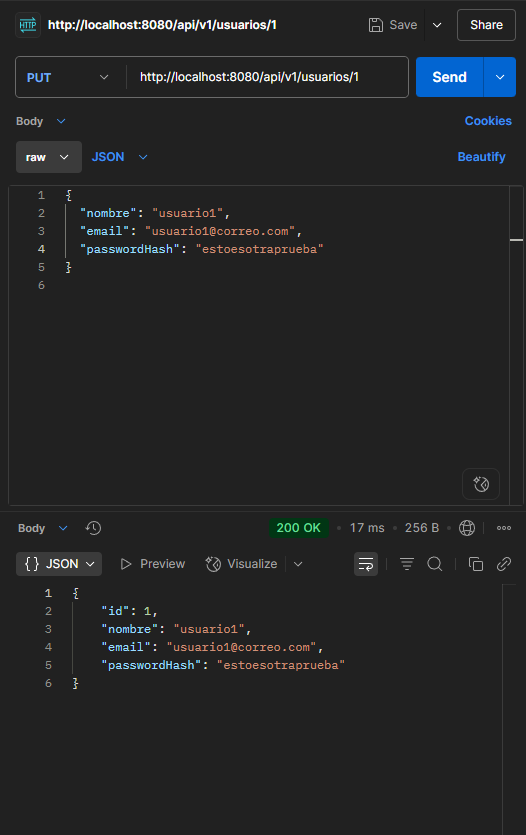 HTTP http://localhost:8080/api/v1/usuarios/1 Save Share
PUT http://localhost:8080/api/v1/usuarios/1 Send
Body Cookies
raw JSON Beautify
1 {
2 "nombre": "usuario1",
3 "email": "usuario1@correo.com",
4 "passwordHash": "estoesotraprueba"
5 }
6
Body 200 OK • 17 ms • 256 B
{} JSON Preview Visualize
1 {
2 "id": 1,
3 "nombre": "usuario1",
4 "email": "usuario1@correo.com",
5 "passwordHash": "estoesotraprueba"
6 }